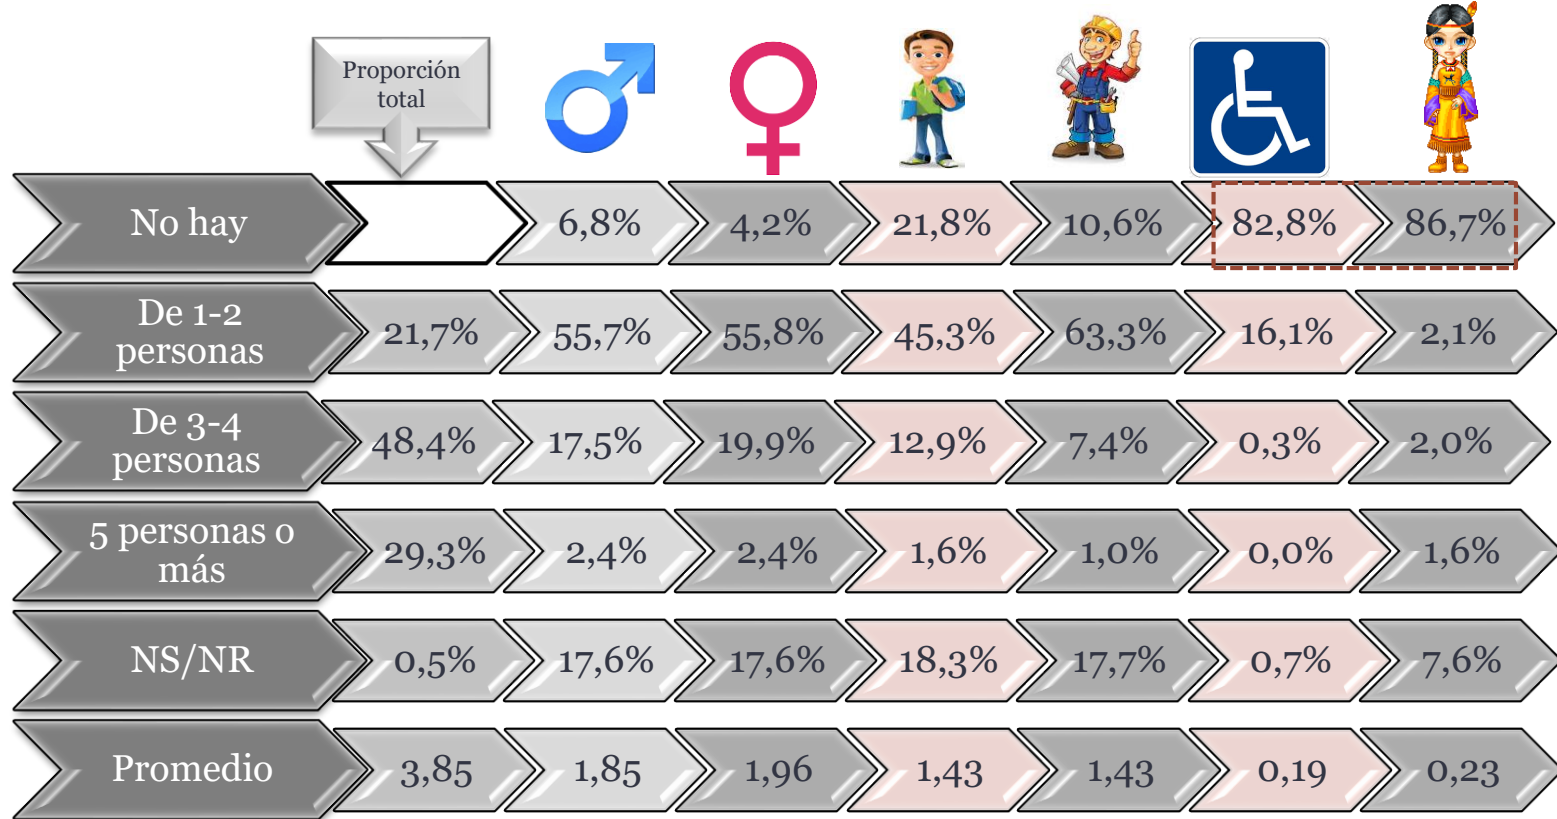 Proporción
total
No hay 6,8% 4,2% 21,8% 10,6% 82,8% 86,7%
De 1-2
personas 21,7% 55,7% 55,8% 45,3% 63,3% 16,1% 2,1%
De 3-4
personas 48,4% 17,5% 19,9% 12,9% 7,4% 0,3% 2,0%
5 personas o
más 29,3% 2,4% 2,4% 1,6% 1,0% 0,0% 1,6%
NS/NR 0,5% 17,6% 17,6% 18,3% 17,7% 0,7% 7,6%
Promedio 3,85 1,85 1,96 1,43 1,43 0,19 0,23